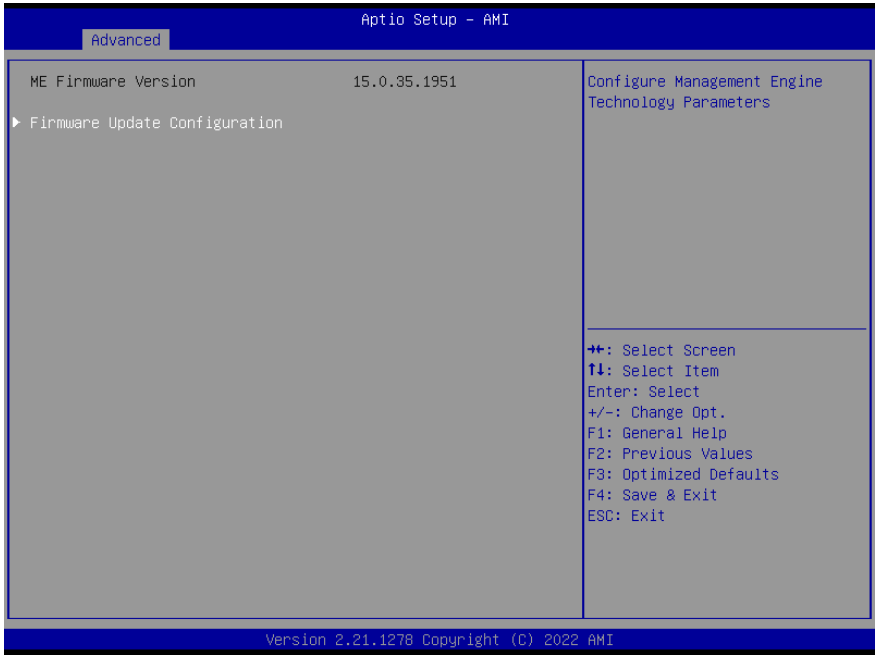 Aptio Setup – AMI
Advanced
ME Firmware Version 15.0.35.1951
Firmware Update Configuration
Configure Management Engine
Technology Parameters
→←: Select Screen
↑↓: Select Item
Enter: Select
+/-: Change Opt.
F1: General Help
F2: Previous Values
F3: Optimized Defaults
F4: Save & Exit
ESC: Exit
Version 2.21.1278 Copyright (C) 2022 AMI